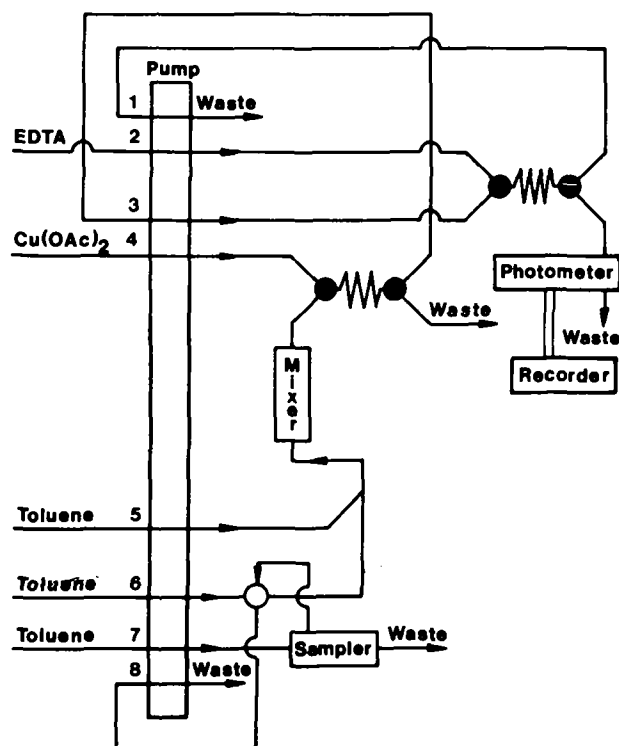 Pump
1 Waste
EDTA 2
3
Cu(OAc)2 4
Photometer
Waste
Waste
Recorder
Mixer
Toluene 5
Toluene 6
Toluene 7
Waste
Sampler
8 Waste